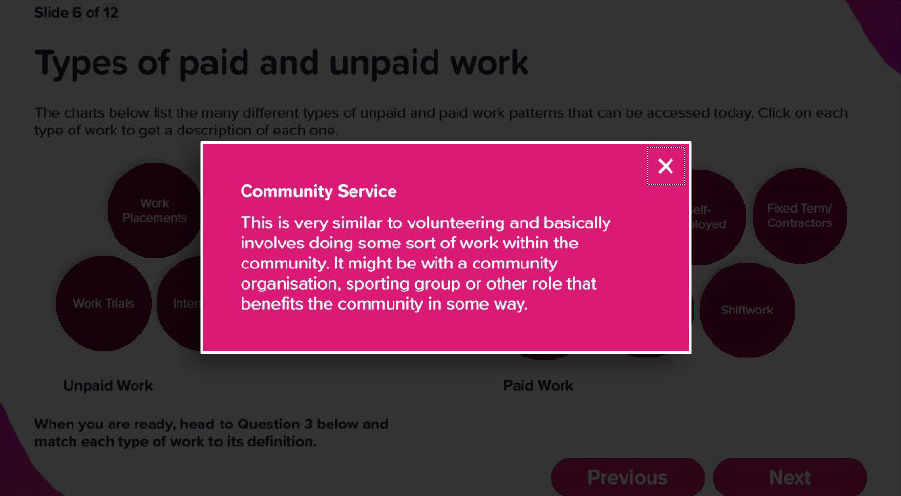 Slide 6 of 12
Types of paid and unpaid work
The charts below list the many different types of unpaid and paid work patterns that can be accessed today. Click on each
type of work to get a description of each one.
Community Service
This is very similar to volunteering and basically
involves doing some sort of work within the
community. It might be with a community
organisation, sporting group or other role that
benefits the community in some way.
Work
Placements
Fixed Term/
Contractors
Work Trials
Shiftwork
Unpaid Work
Paid Work
When you are ready, head to Question 3 below and
match each type of work to its definition.
Previous
Next